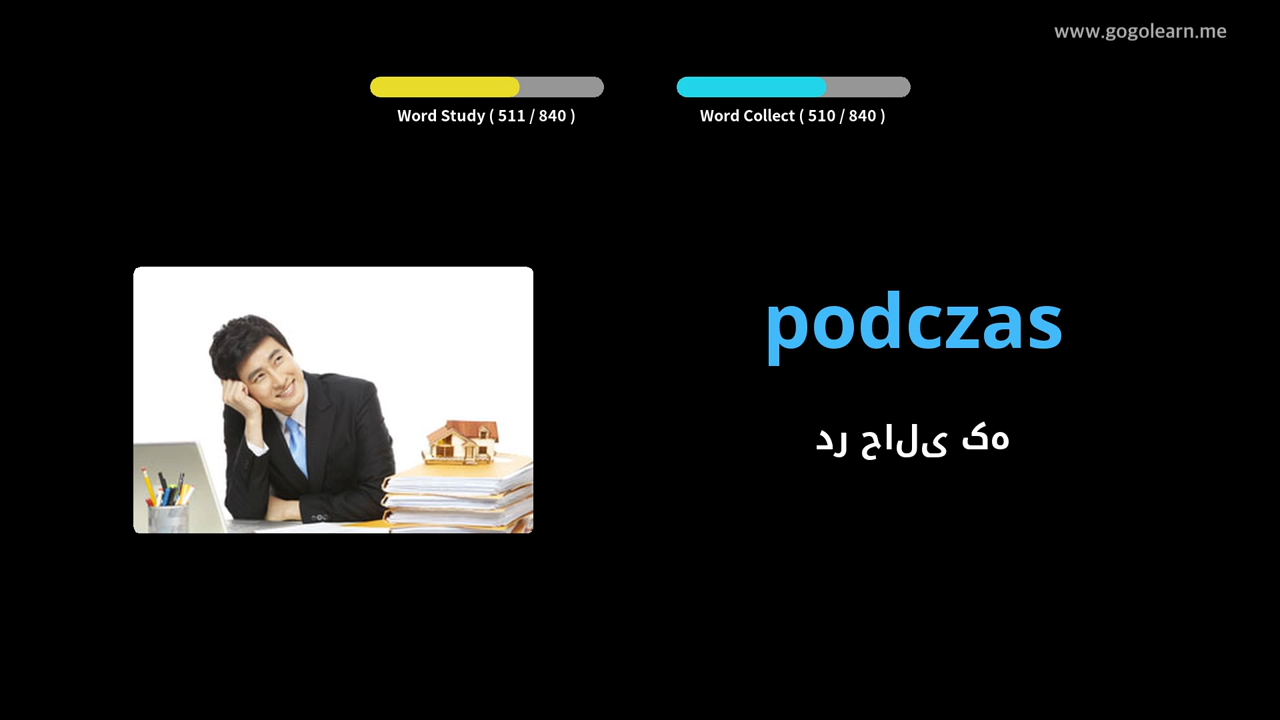 www.gogolearn.me
Word Study ( 511 / 840 )
Word Collect ( 510 / 840 )
podczas
در حالی که